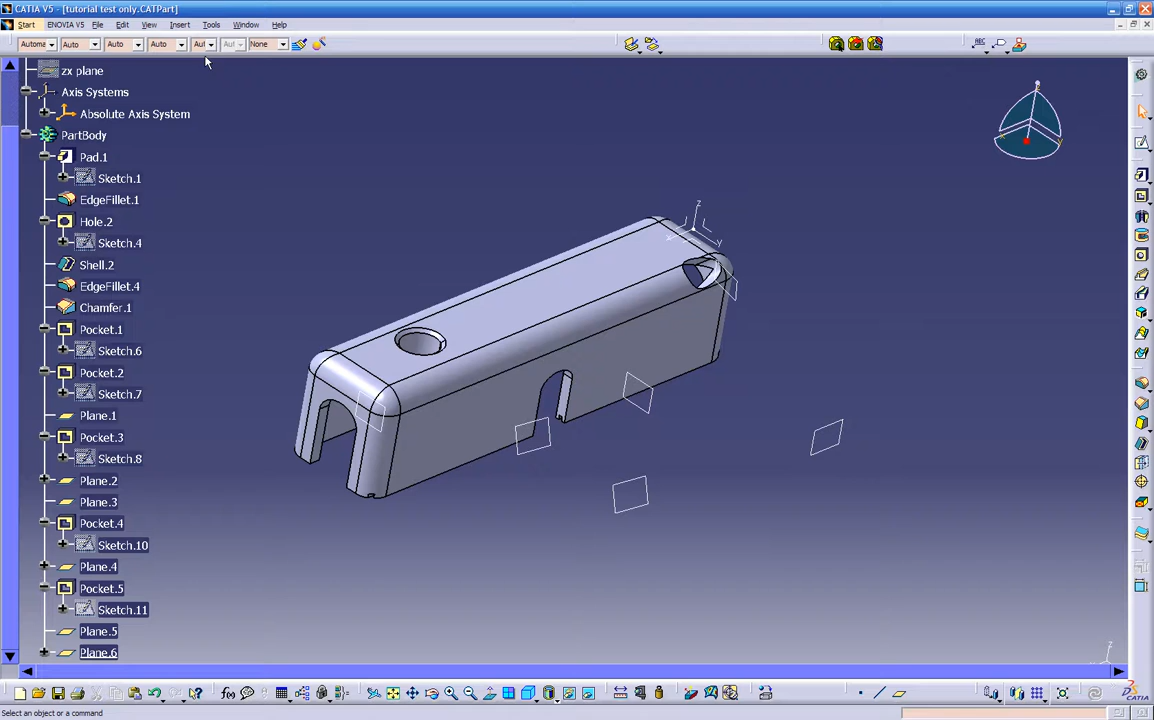 CATIA V5 - [tutorial test only.CATPart]
Start ENOVIA V5 File Edit View Insert Tools Window Help
Automa Auto Auto Auto Aut Aut None
zx plane
Axis Systems
Absolute Axis System
PartBody
Pad.1
Sketch.1
EdgeFillet.1
Hole.2
Sketch.4
Shell.2
EdgeFillet.4
Chamfer.1
Pocket.1
Sketch.6
Pocket.2
Sketch.7
Plane.1
Pocket.3
Sketch.8
Plane.2
Plane.3
Pocket.4
Sketch.10
Plane.4
Pocket.5
Sketch.11
Plane.5
Plane.6
z
x
y
Select an object or a command
CATIA